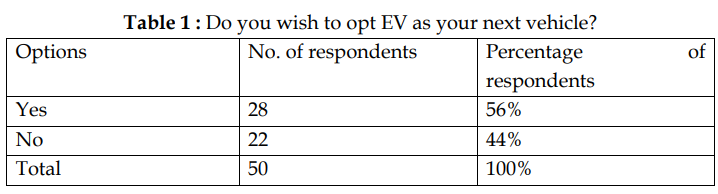 Table 1 : Do you wish to opt EV as your next vehicle?
Options No. of respondents Percentage of
respondents
Yes 28 56%
No 22 44%
Total 50 100%